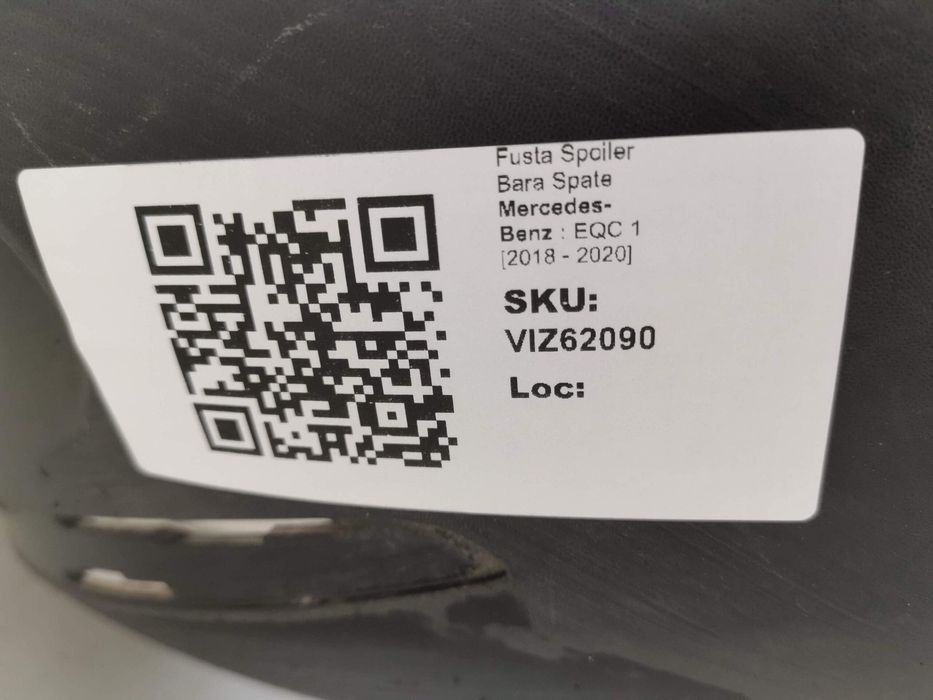 Fusta Spoiler
Bara Spate
Mercedes-
Benz : EQC 1
[2018 - 2020]
SKU:
VIZ62090
Loc: